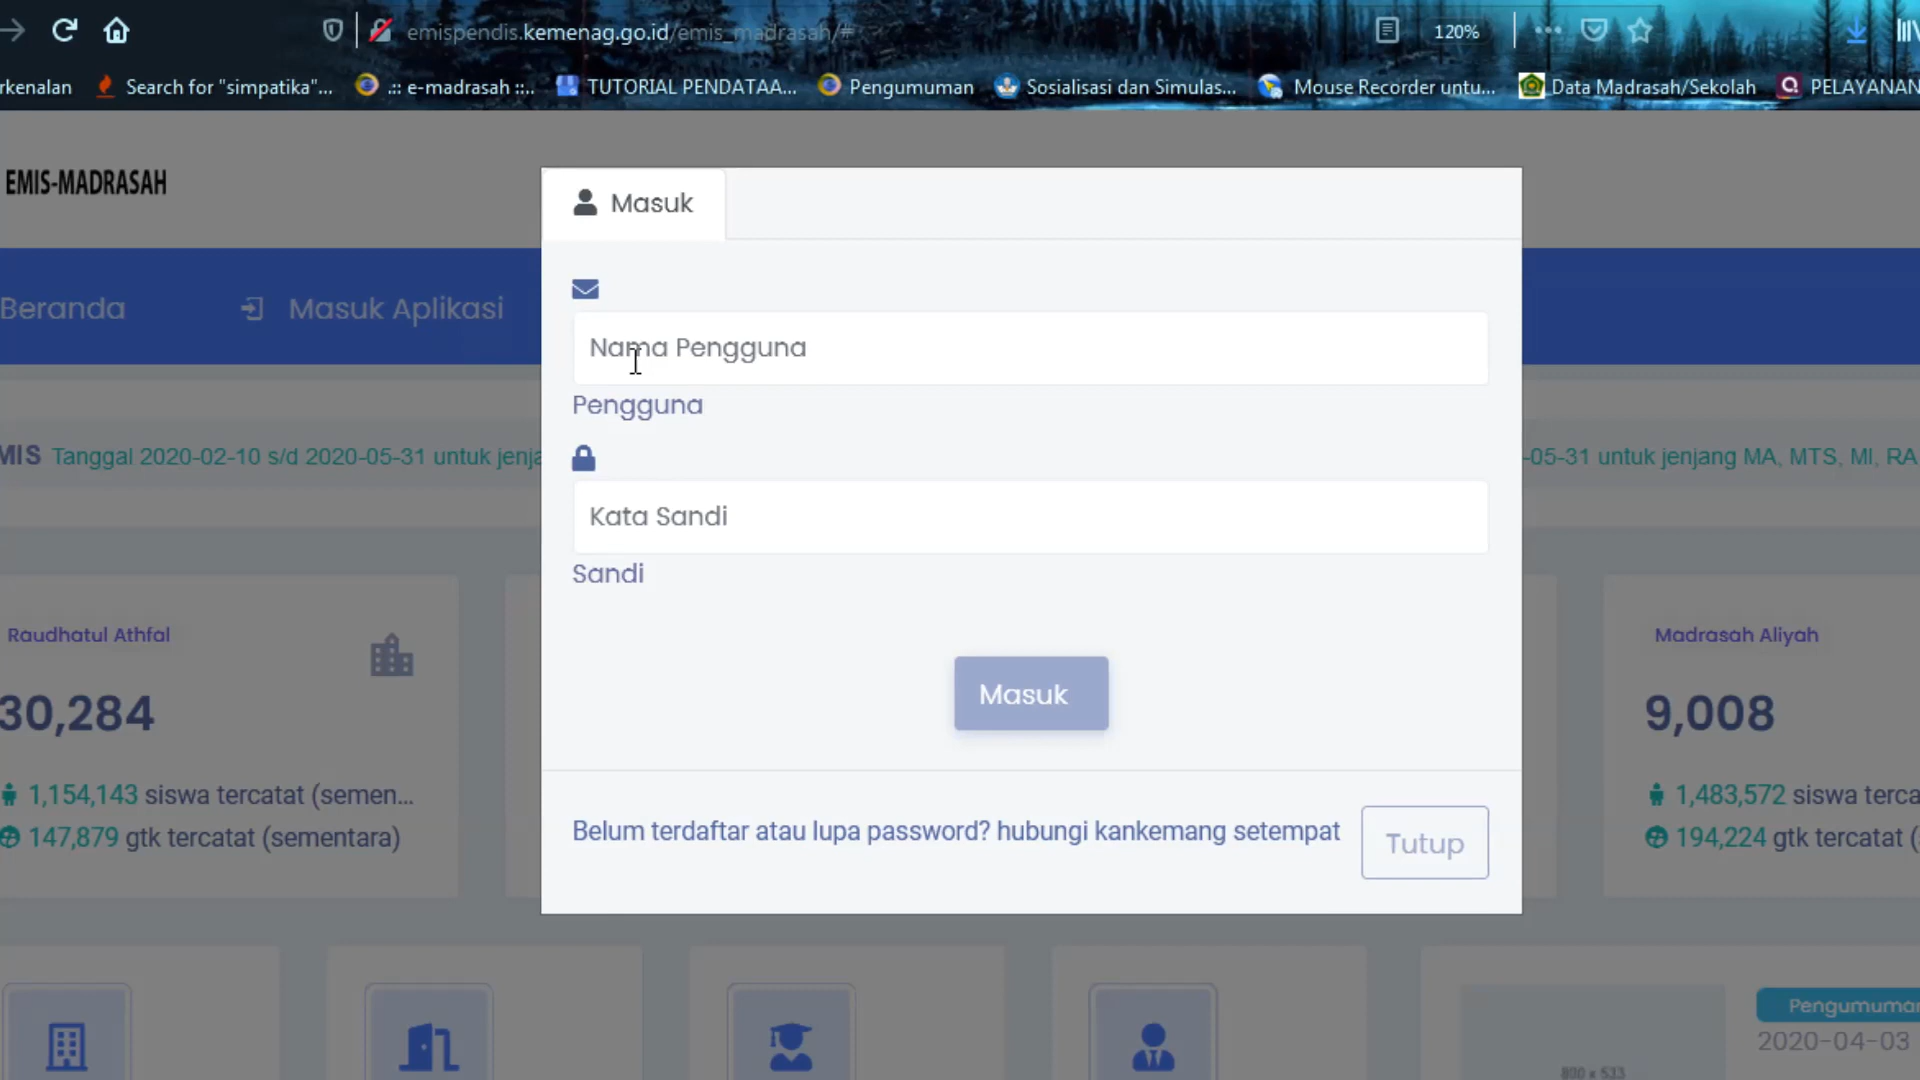 emispendis.kemenag.go.id/emis_madrasah/#
120%
rkenalan
Search for "simpatika"...
.:: e-madrasah ::..
TUTORIAL PENDATAA...
Pengumuman
Sosialisasi dan Simulas...
Mouse Recorder untu...
Data Madrasah/Sekolah
PELAYANAN
EMIS-MADRASAH
Beranda
Masuk Aplikasi
Masuk
Nama Pengguna
Pengguna
Kata Sandi
Sandi
Masuk
Belum terdaftar atau lupa password? hubungi kankemang setempat
Tutup
MIS Tanggal 2020-02-10 s/d 2020-05-31 untuk jenja
-05-31 untuk jenjang MA, MTS, MI, RA
Raudhatul Athfal
30,284
1,154,143 siswa tercatat (semen...
147,879 gtk tercatat (sementara)
Madrasah Aliyah
9,008
1,483,572 siswa terca
194,224 gtk tercatat (
Pengumuman
2020-04-03
800 x 533